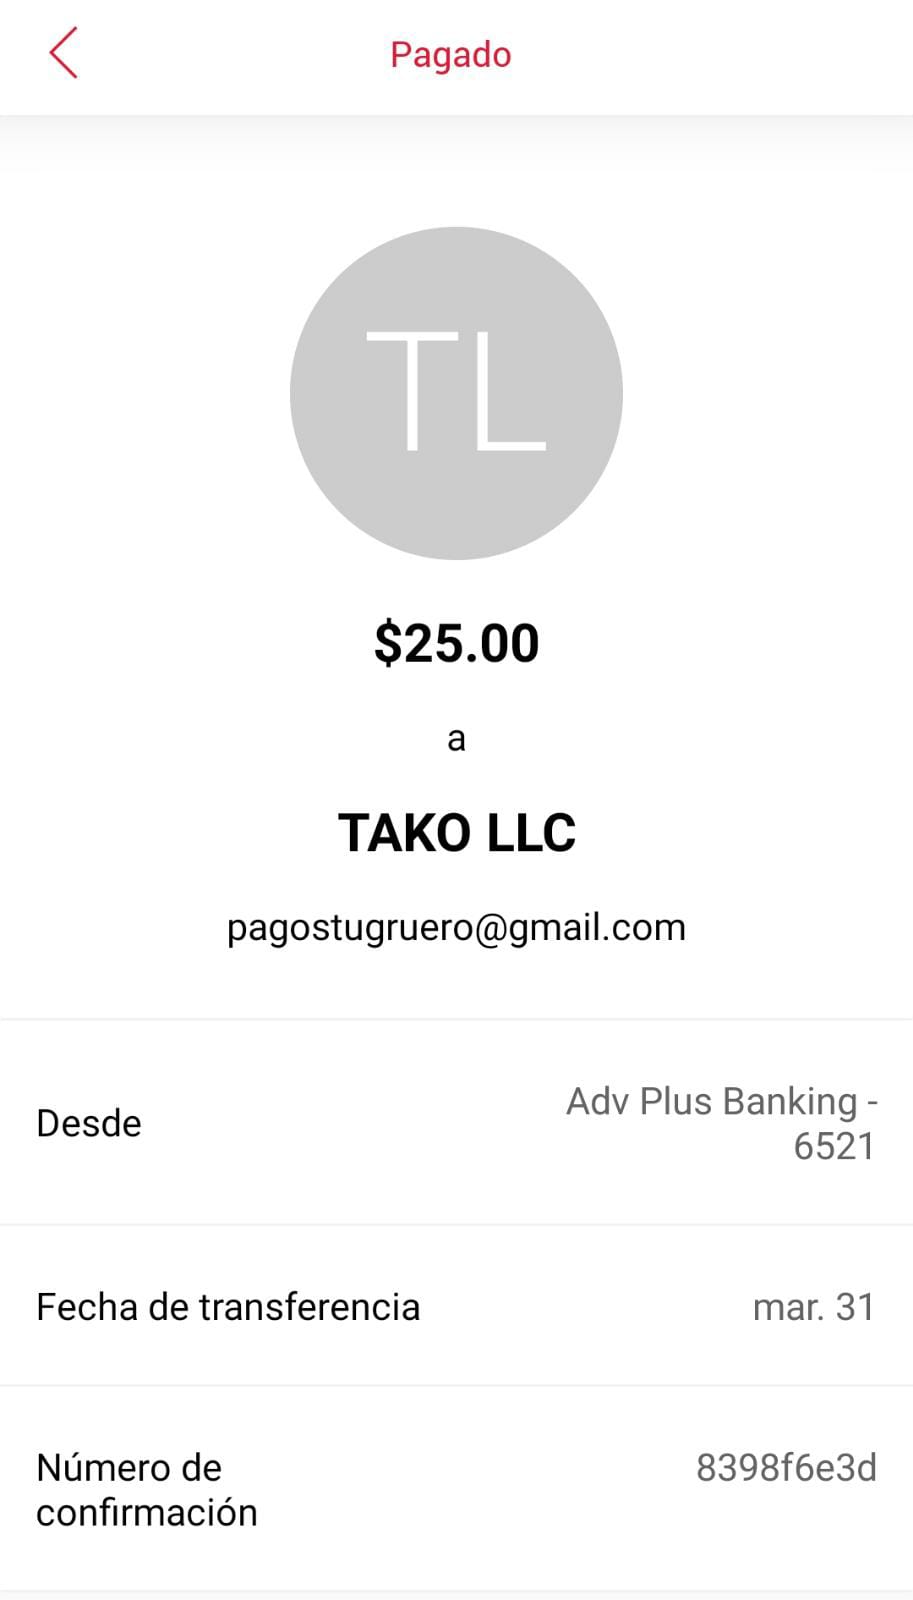 Pagado
TL
$25.00
a
TAKO LLC
pagostugruero@gmail.com
Desde
Adv Plus Banking -
6521
Fecha de transferencia
mar. 31
Número de
confirmación
8398f6e3d